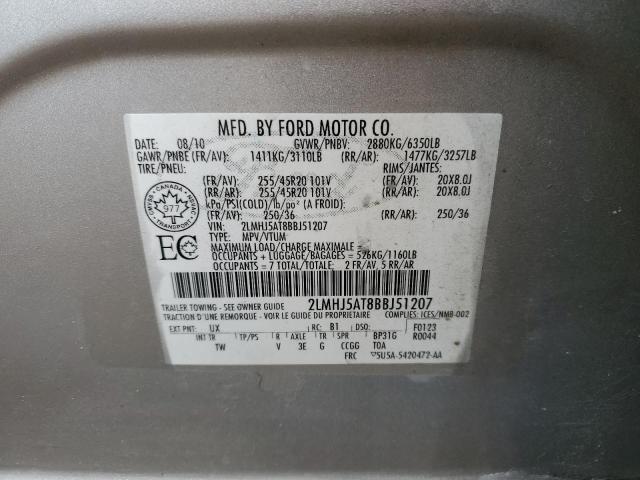 MFD. BY FORD MOTOR CO.
DATE: 08/10 GVWR/PNBV: 2880KG/6350LB
GAWR/PNBE (FR/AV): 1411KG/3110LB (RR/AR): 1477KG/3257LB
TIRE/PNEU: RIMS/JANTES:
(FR/AV): 255/45R20 101V 20X8.0J
(RR/AR): 255/45R20 101V 20X8.0J
kPa/PSI(COLD)/lb/po² (A FROID):
(FR/AV): 250/36 (RR/AR): 250/36
VIN: 2LMHJ5AT8BBJ51207
TYPE: MPV/VTUM
MAXIMUM LOAD/CHARGE MAXIMALE =
OCCUPANTS + LUGGAGE/BAGAGES = 526KG/1160LB
OCCUPANTS = 7 TOTAL/TOTALE: 2 FR/AV, 5 RR/AR
CANADA
977
TRANSPORT
EC
TRAILER TOWING - SEE OWNER GUIDE 2LMHJ5AT8BBJ51207
TRACTION D'UNE REMORQUE - VOIR LE GUIDE DU PROPRIETAIRE COMPLIES: ICES/NMB-002
EXT PNT: UX RC: B1 DSO: F0123
INT TR TP/PS R AXLE TR SPR BP31G R0044
TW V 3E G CCGG TOA
FRC 5U5A-5420472-AA